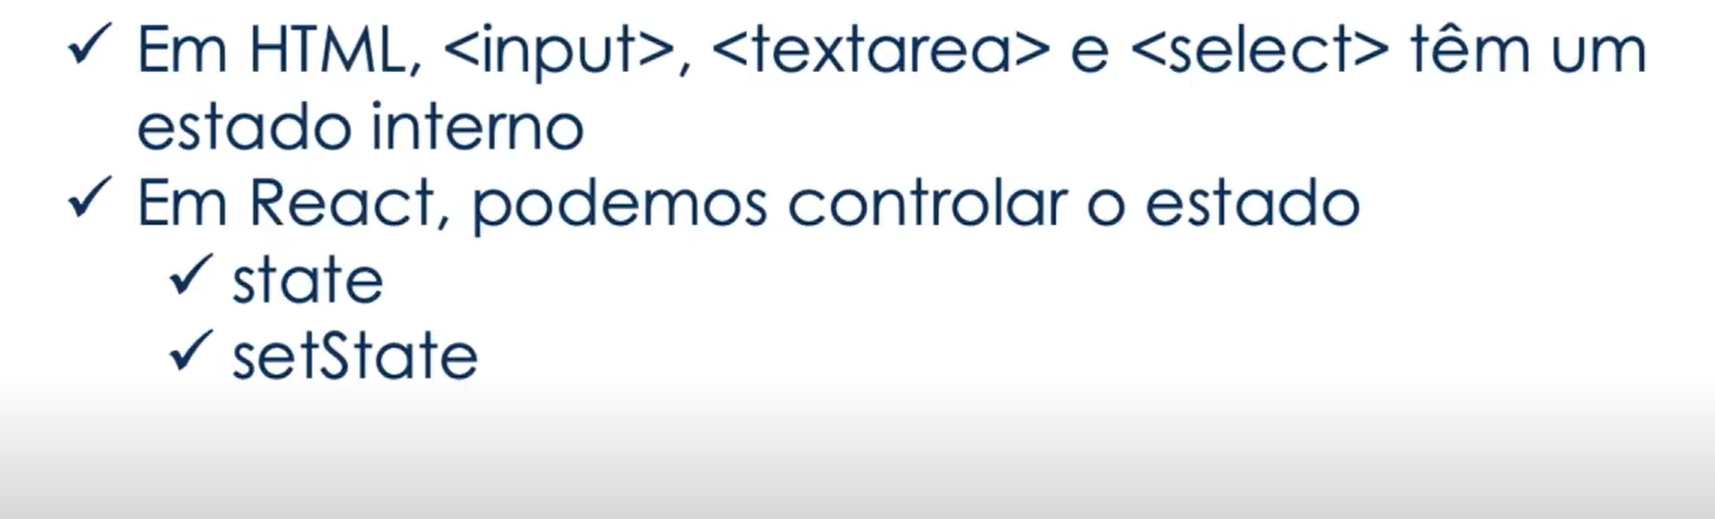 ✓ Em HTML, <input>, <textarea> e <select> têm um
estado interno
✓ Em React, podemos controlar o estado
✓ state
✓ setState